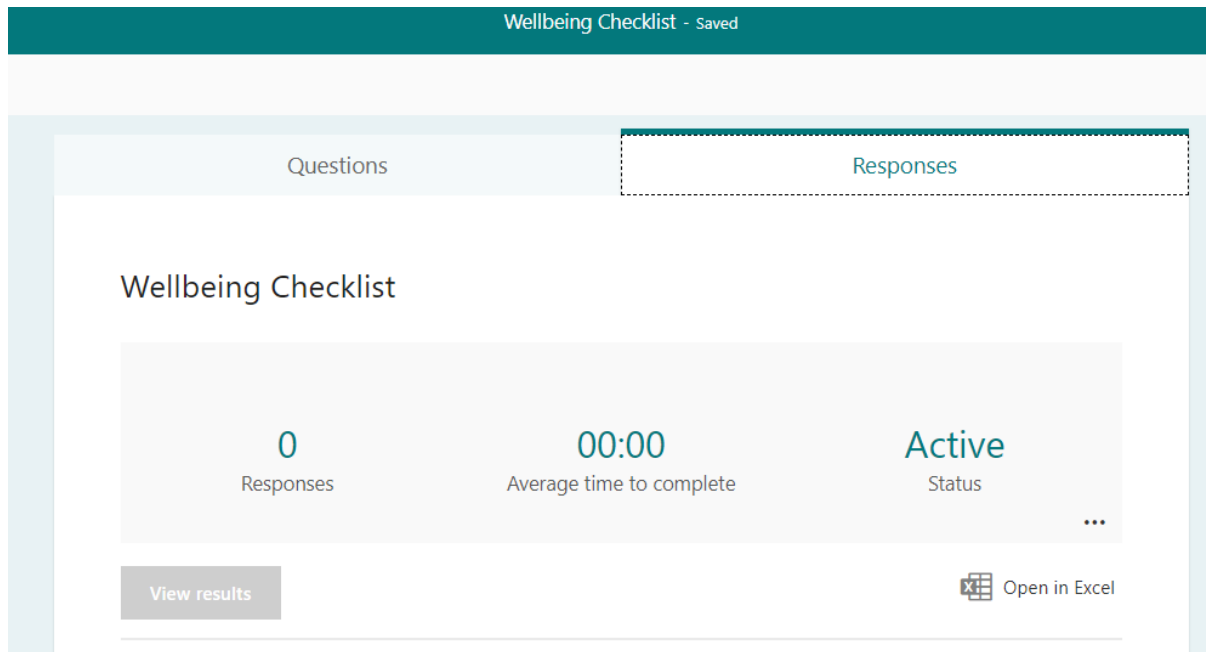 Wellbeing Checklist - Saved
Questions
Responses
Wellbeing Checklist
0
Responses
00:00
Average time to complete
Active
Status
...
View results
Open in Excel